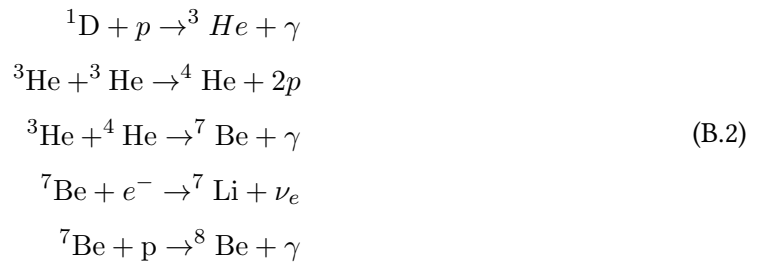 ¹D + p →³ He + γ
³He +³ He →⁴ He + 2p
³He +⁴ He →⁷ Be + γ
(B.2)
⁷Be + e⁻ →⁷ Li + νₑ
⁷Be + p →⁸ Be + γ